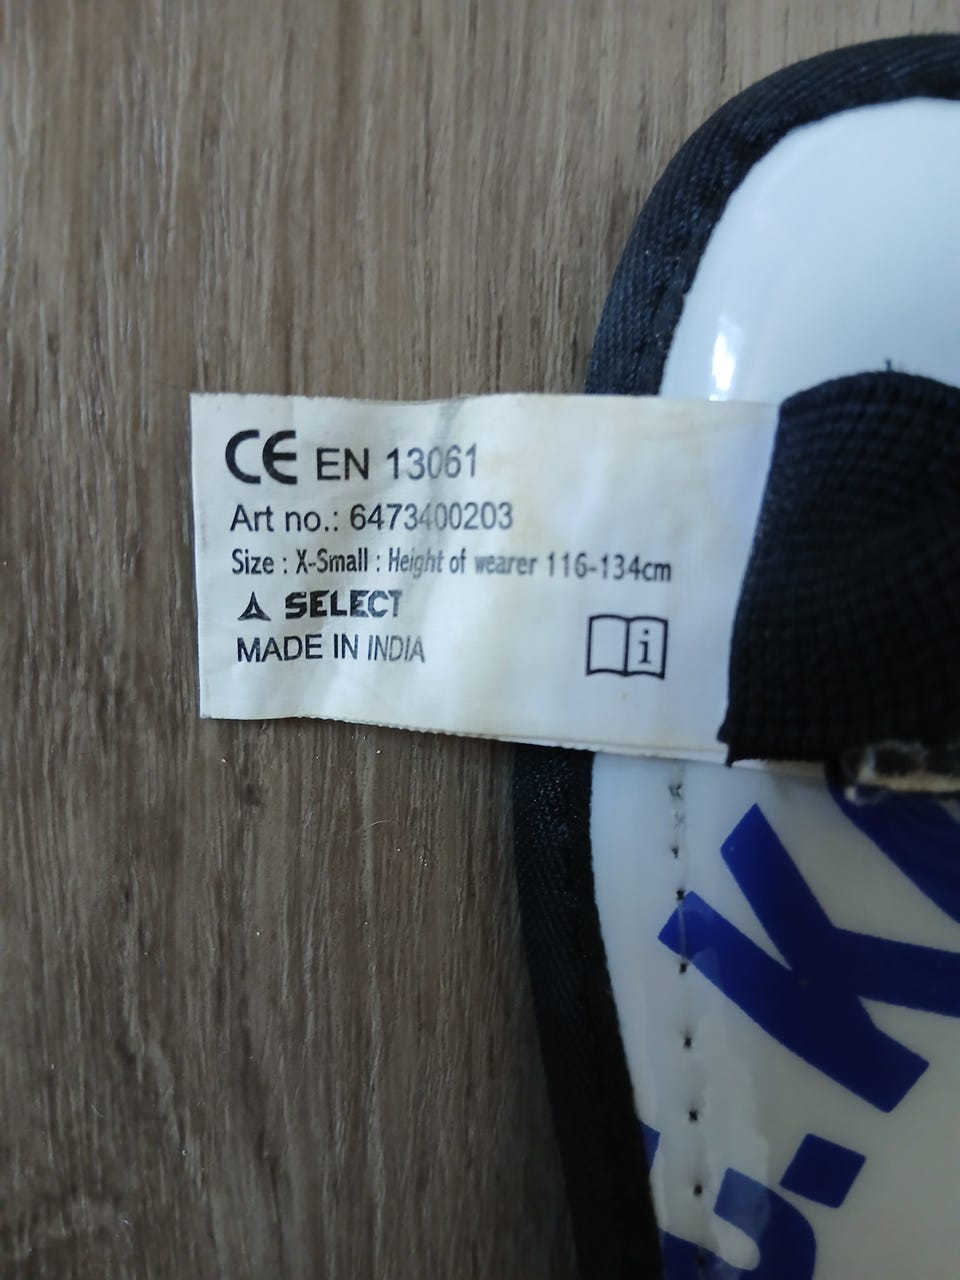 CE EN 13061
Art no.: 6473400203
Size : X-Small : Height of wearer 116-134cm
SELECT
MADE IN INDIA
i